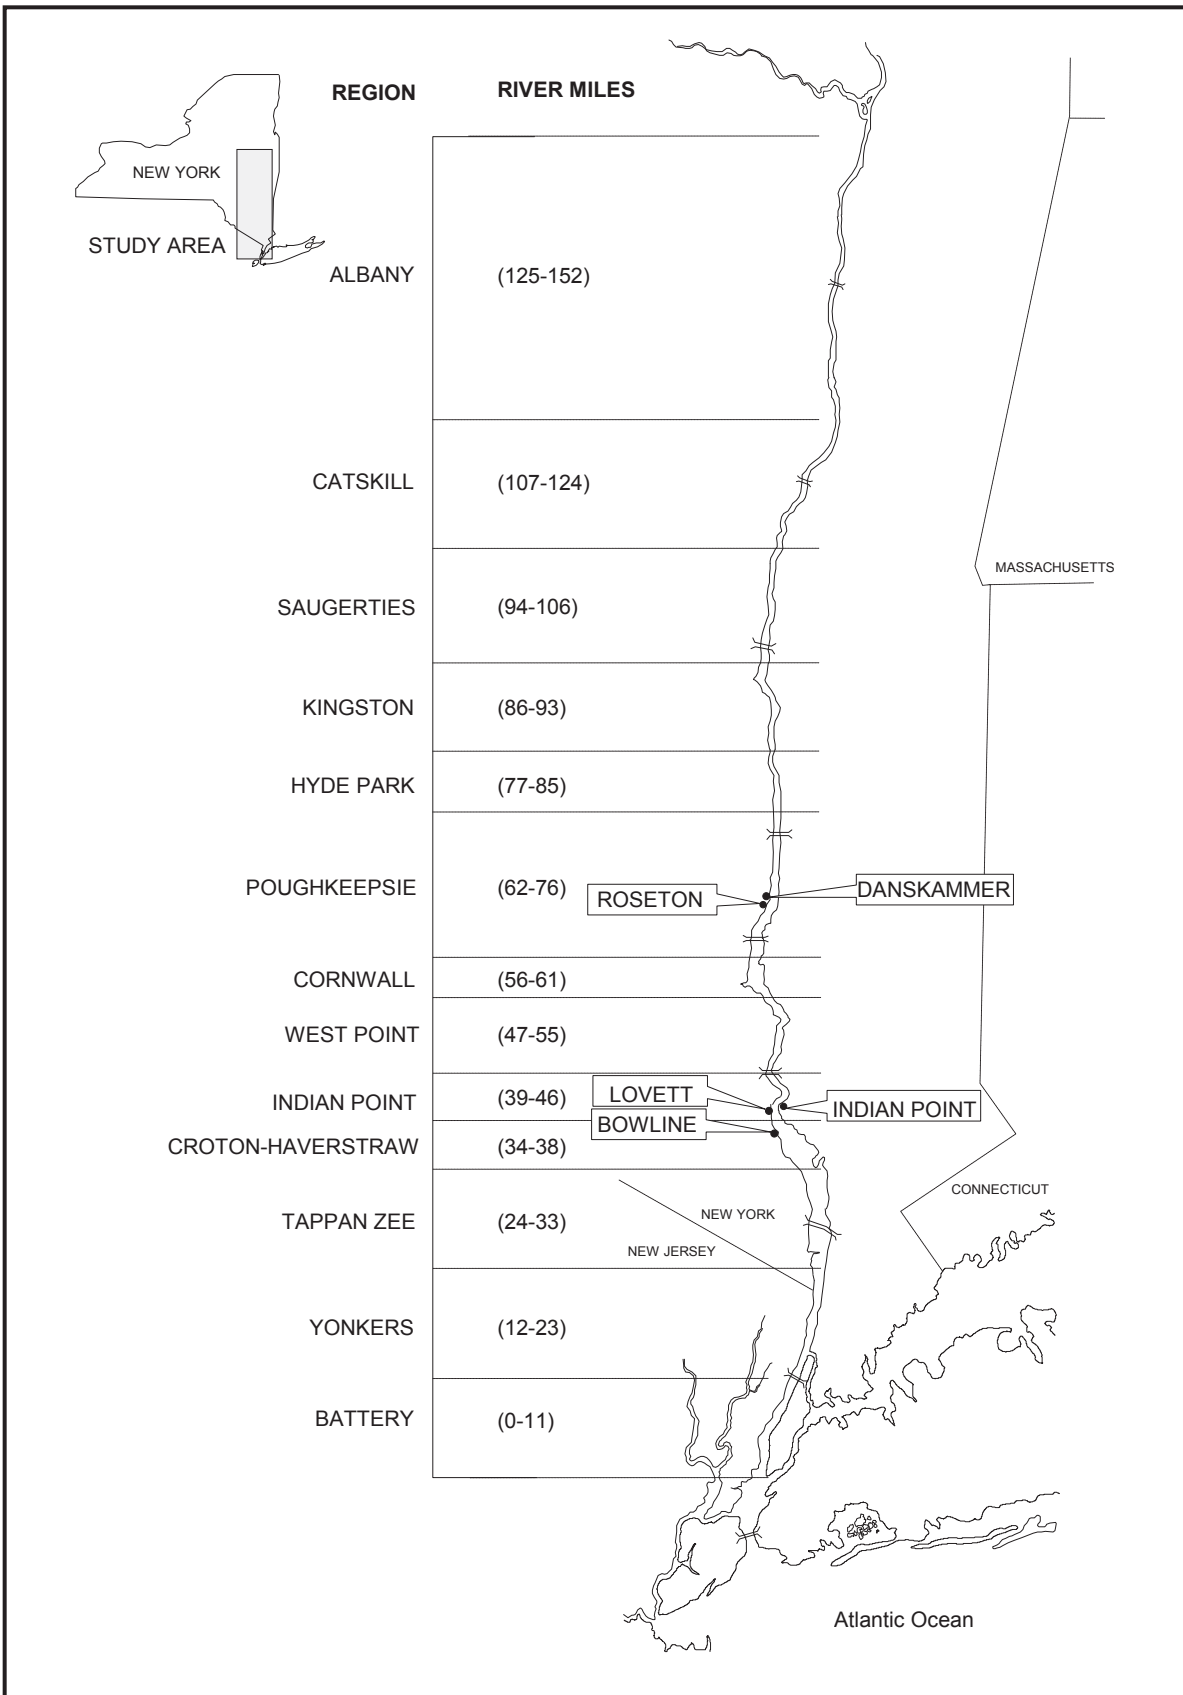 REGION RIVER MILES
NEW YORK
STUDY AREA
ALBANY (125-152)
CATSKILL (107-124)
MASSACHUSETTS
SAUGERTIES (94-106)
KINGSTON (86-93)
HYDE PARK (77-85)
POUGHKEEPSIE (62-76)
ROSETON
DANSKAMMER
CORNWALL (56-61)
WEST POINT (47-55)
INDIAN POINT (39-46)
LOVETT
INDIAN POINT
BOWLINE
CROTON-HAVERSTRAW (34-38)
CONNECTICUT
TAPPAN ZEE (24-33)
NEW YORK
NEW JERSEY
YONKERS (12-23)
BATTERY (0-11)
Atlantic Ocean